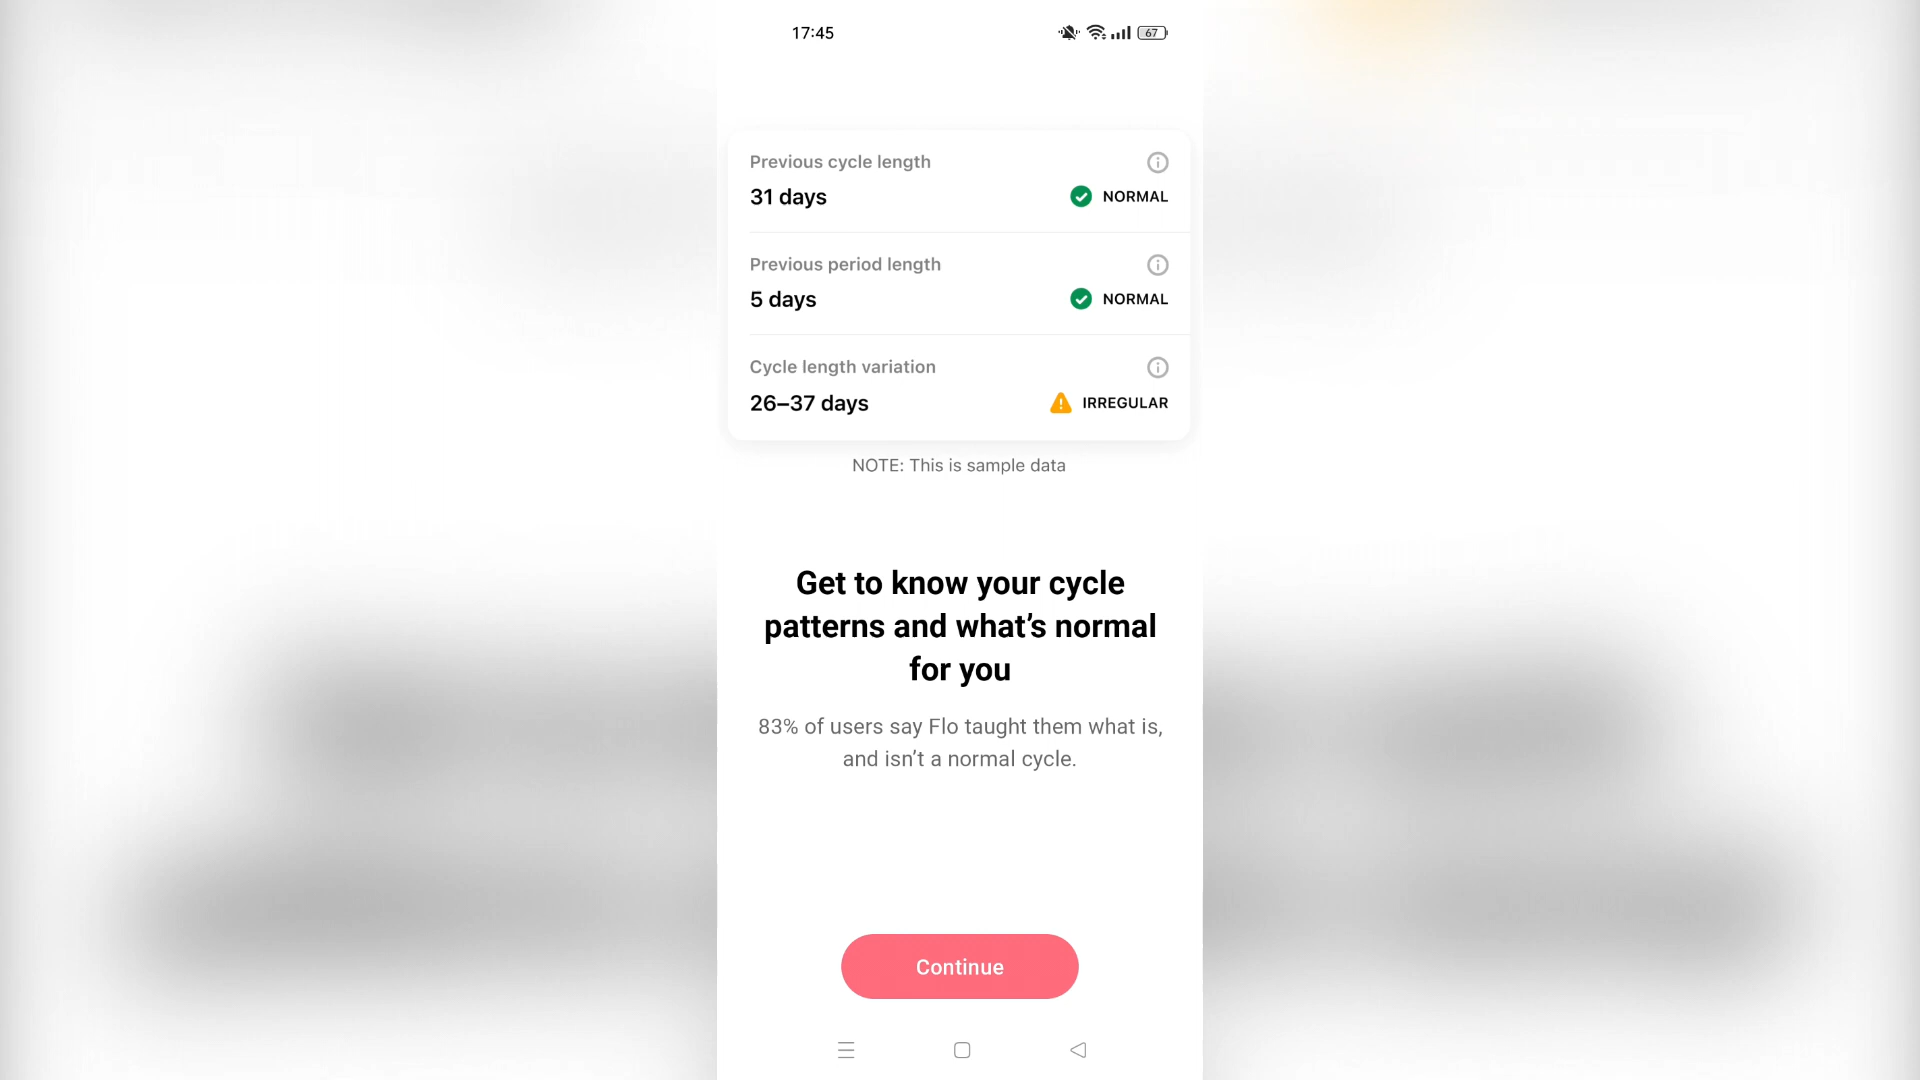 17:45
67
Previous cycle length
31 days
NORMAL
Previous period length
5 days
NORMAL
Cycle length variation
26–37 days
IRREGULAR
NOTE: This is sample data
Get to know your cycle
patterns and what’s normal
for you
83% of users say Flo taught them what is,
and isn’t a normal cycle.
Continue